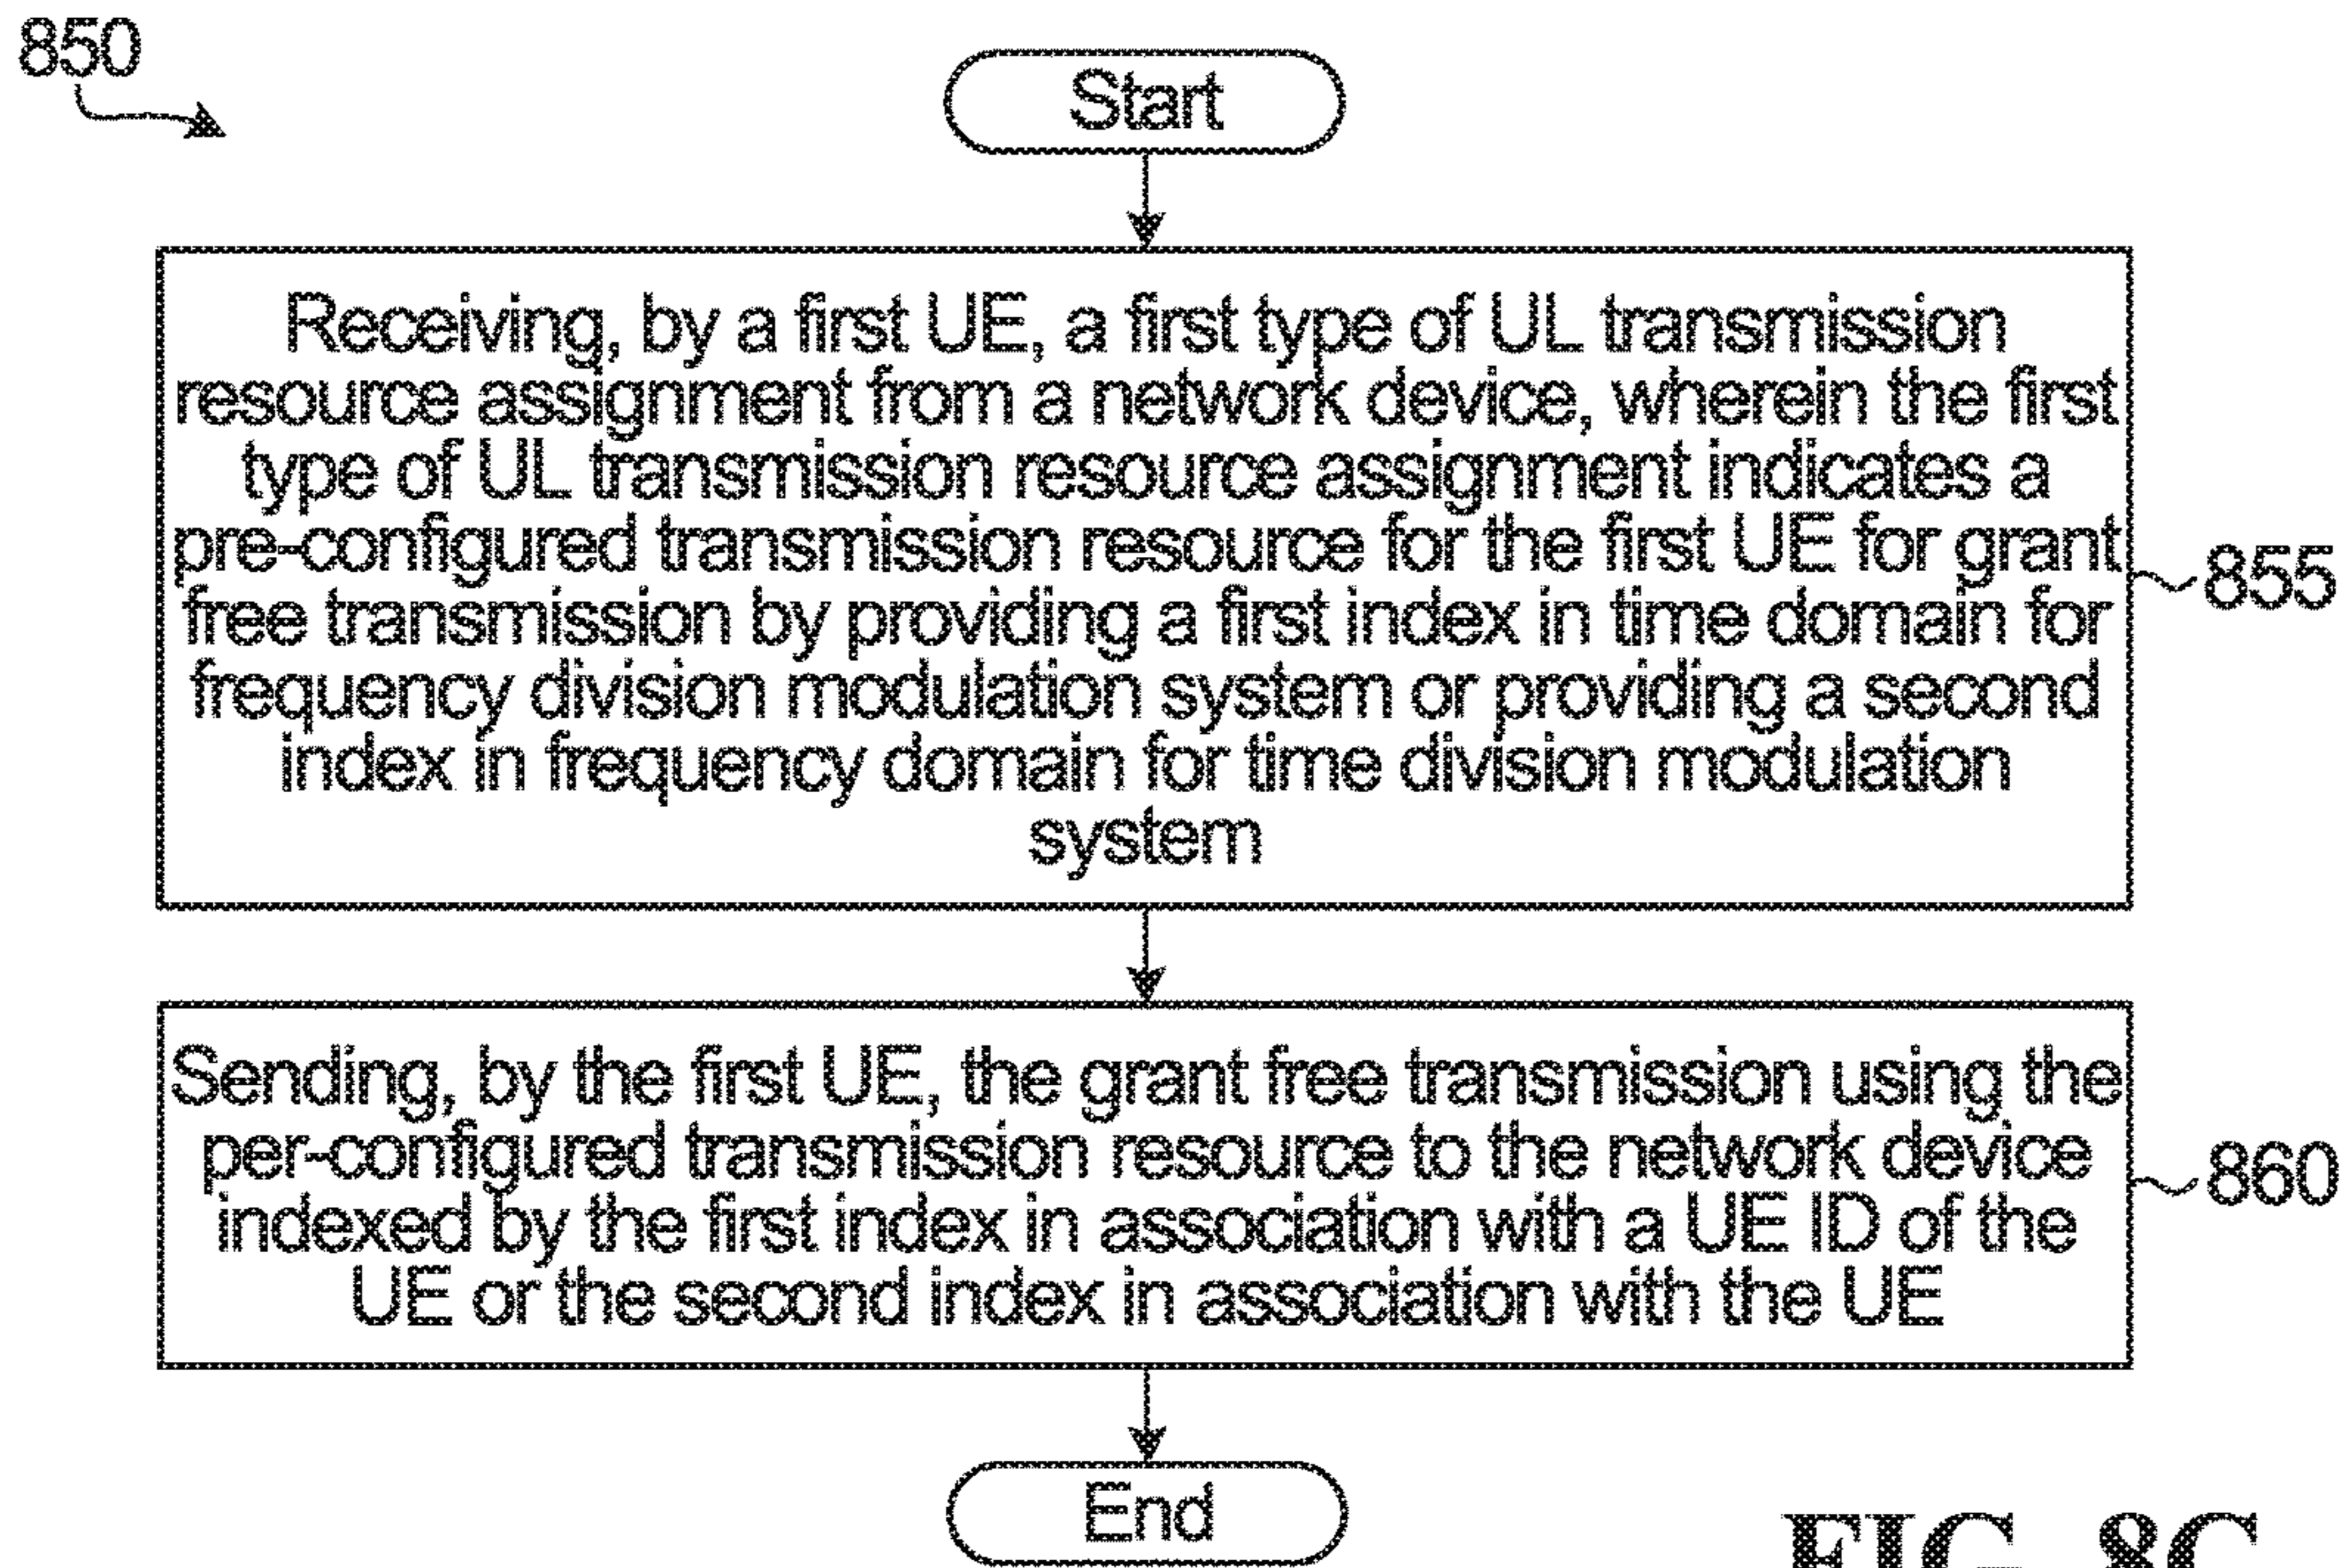 850
Start
Receiving, by a first UE, a first type of UL transmission
resource assignment from a network device, wherein the first
type of UL transmission resource assignment indicates a
pre-configured transmission resource for the first UE for grant
free transmission by providing a first index in time domain for
frequency division modulation system or providing a second
index in frequency domain for time division modulation
system
855
Sending, by the first UE, the grant free transmission using the
per-configured transmission resource to the network device
indexed by the first index in association with a UE ID of the
UE or the second index in association with the UE
860
End
FIG. 8C